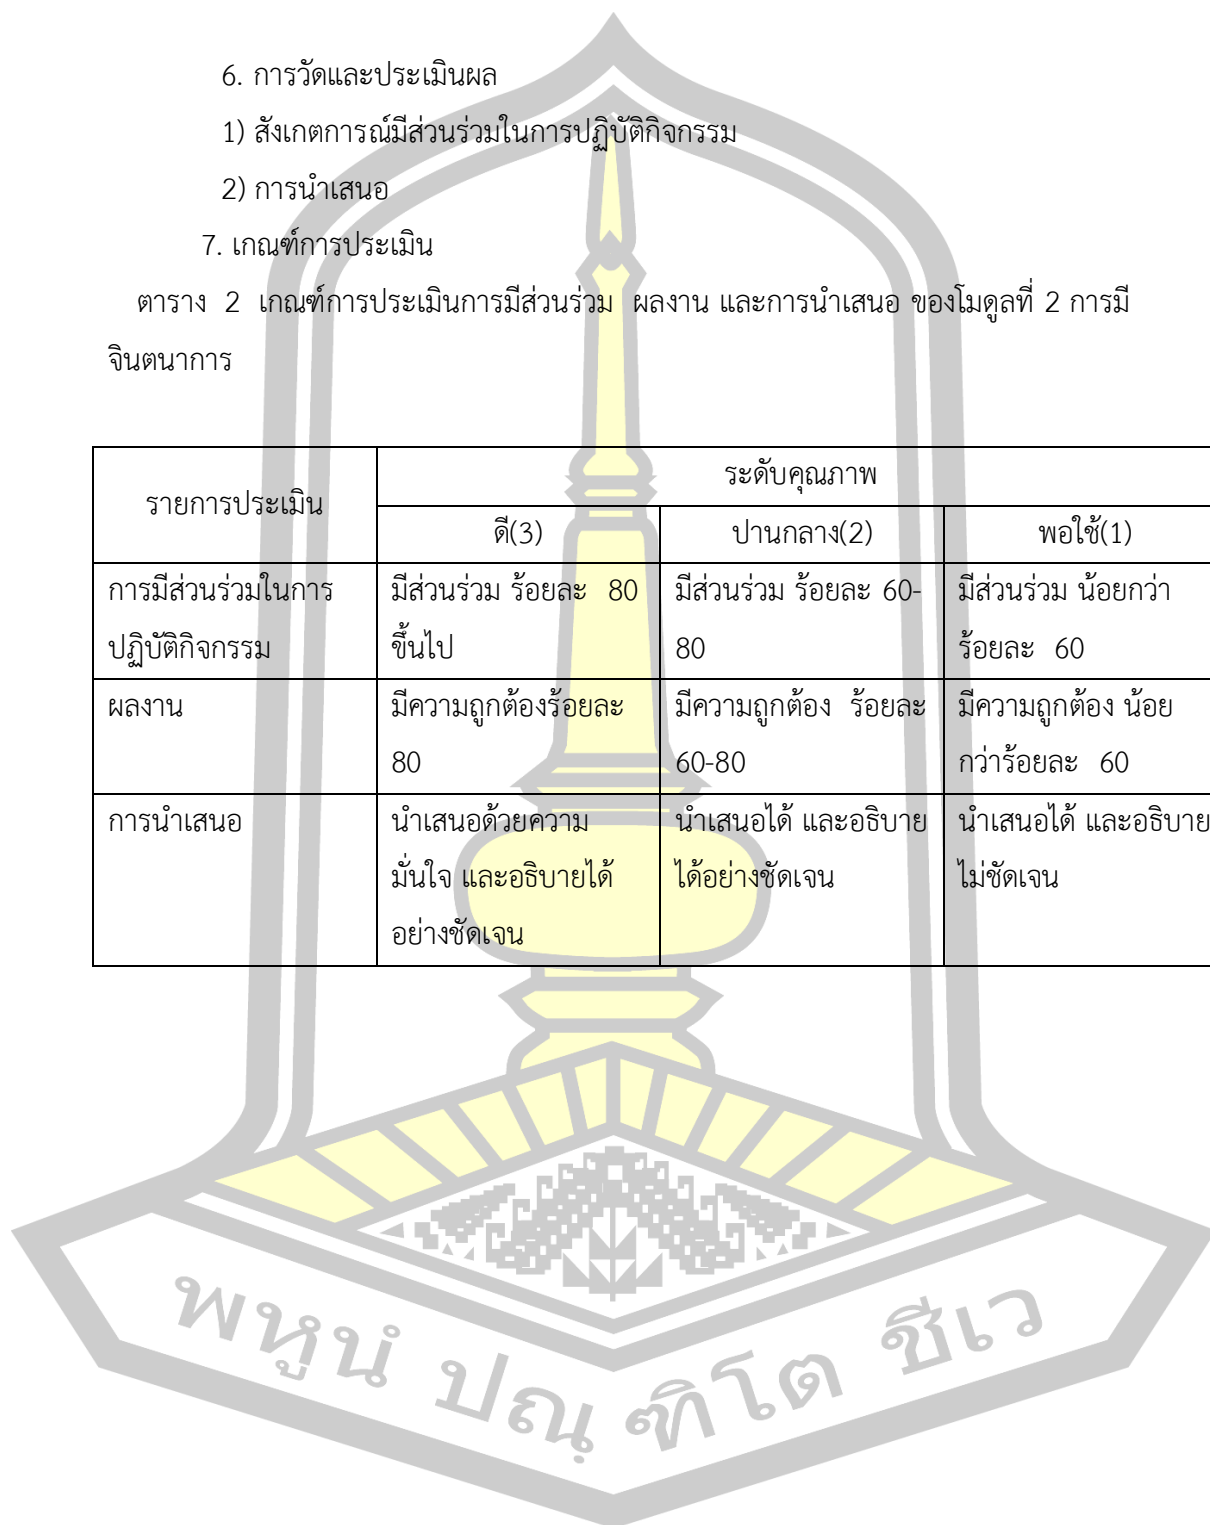 6. การวัดและประเมินผล
1) สังเกตการณ์มีส่วนร่วมในการปฏิบัติกิจกรรม
2) การนำเสนอ
7. เกณฑ์การประเมิน
ตาราง 2 เกณฑ์การประเมินการมีส่วนร่วม ผลงาน และการนำเสนอ ของโมดูลที่ 2 การมี
จินตนาการ
รายการประเมิน
ระดับคุณภาพ
ดี(3) ปานกลาง(2) พอใช้(1)
การมีส่วนร่วมในการ
ปฏิบัติกิจกรรม
มีส่วนร่วม ร้อยละ 80
ขึ้นไป
มีส่วนร่วม ร้อยละ 60-
80
มีส่วนร่วม น้อยกว่า
ร้อยละ 60
ผลงาน
มีความถูกต้องร้อยละ
80
มีความถูกต้อง ร้อยละ
60-80
มีความถูกต้อง น้อย
กว่าร้อยละ 60
การนำเสนอ
นำเสนอด้วยความ
มั่นใจ และอธิบายได้
อย่างชัดเจน
นำเสนอได้ และอธิบาย
ได้อย่างชัดเจน
นำเสนอได้ และอธิบาย
ไม่ชัดเจน
พหูนํ ปณฺ ฑิโต ชีเว